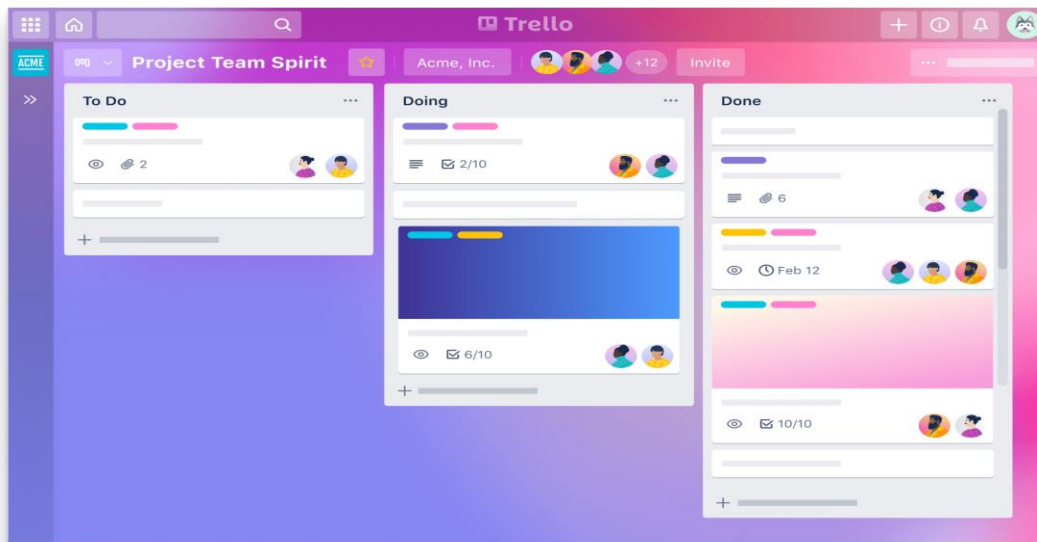 Trello
ACME
Project Team Spirit
Acme, Inc.
+12
Invite
To Do
2
Doing
2/10
6/10
Done
6
Feb 12
10/10